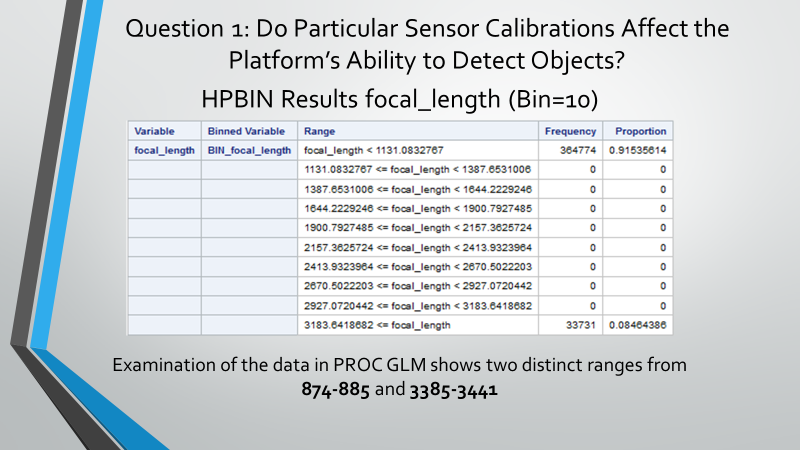 Question 1: Do Particular Sensor Calibrations Affect the
Platform's Ability to Detect Objects?
HPBIN Results focal_length (Bin=10)
Variable Binned Variable Range Frequency Proportion
focal_length BIN_focal_length focal_length < 1131.0832767 364774 0.91535614
1131.0832767 <= focal_length < 1387.6531006 0 0
1387.6531006 <= focal_length < 1644.2229246 0 0
1644.2229246 <= focal_length < 1900.7927485 0 0
1900.7927485 <= focal_length < 2157.3625724 0 0
2157.3625724 <= focal_length < 2413.9323964 0 0
2413.9323964 <= focal_length < 2670.5022203 0 0
2670.5022203 <= focal_length < 2927.0720442 0 0
2927.0720442 <= focal_length < 3183.6418682 0 0
3183.6418682 <= focal_length 33731 0.08464386
Examination of the data in PROC GLM shows two distinct ranges from
874-885 and 3385-3441